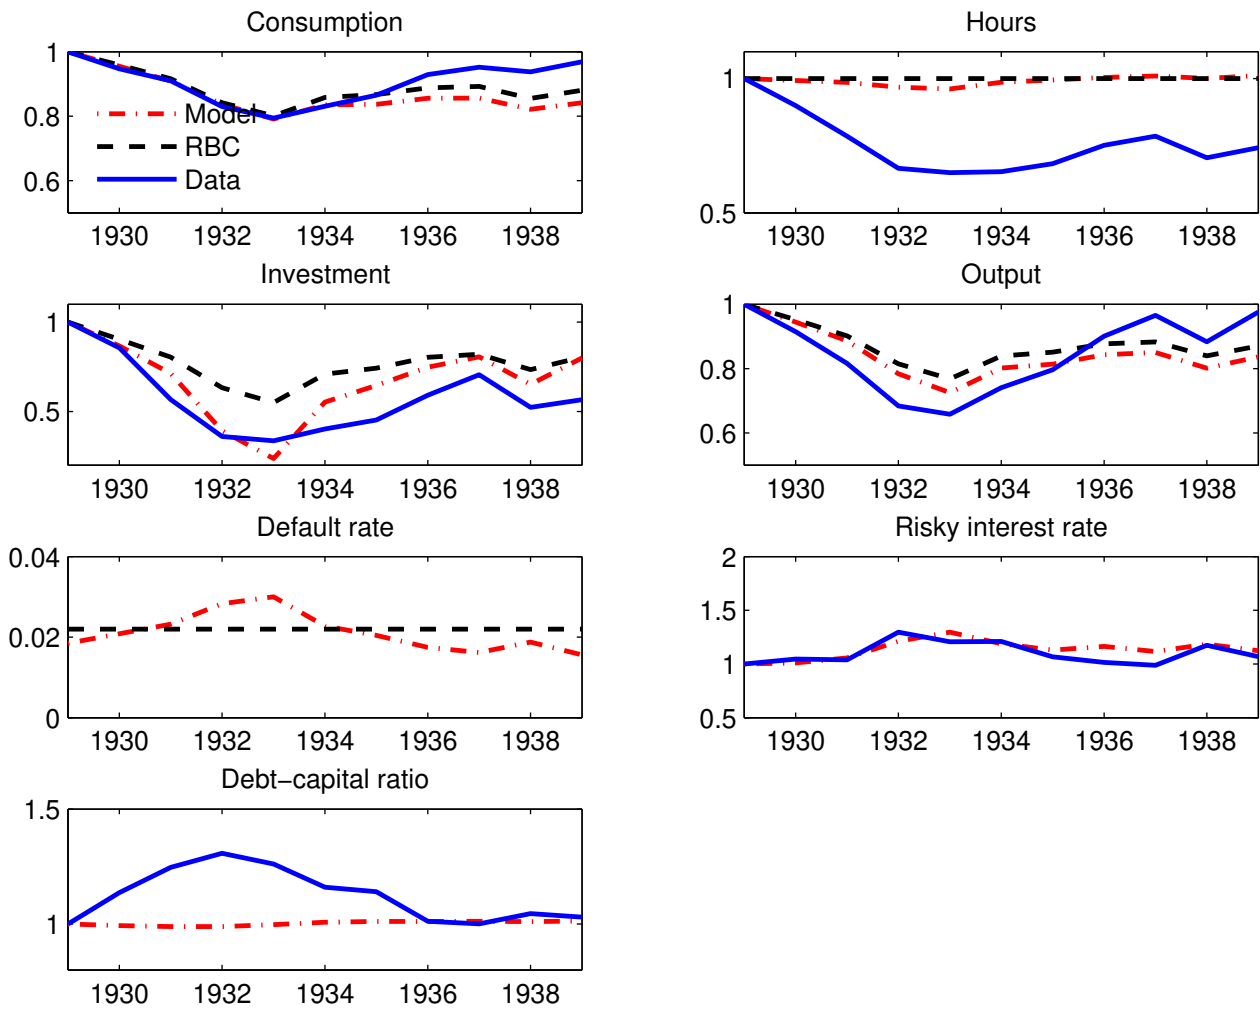 Consumption
1
0.8
0.6
Model
RBC
Data
1930 1932 1934 1936 1938
Hours
1
0.5
1930 1932 1934 1936 1938
Investment
1
0.5
1930 1932 1934 1936 1938
Output
1
0.8
0.6
1930 1932 1934 1936 1938
Default rate
0.04
0.02
0
1930 1932 1934 1936 1938
Risky interest rate
2
1.5
1
0.5
1930 1932 1934 1936 1938
Debt−capital ratio
1.5
1
1930 1932 1934 1936 1938